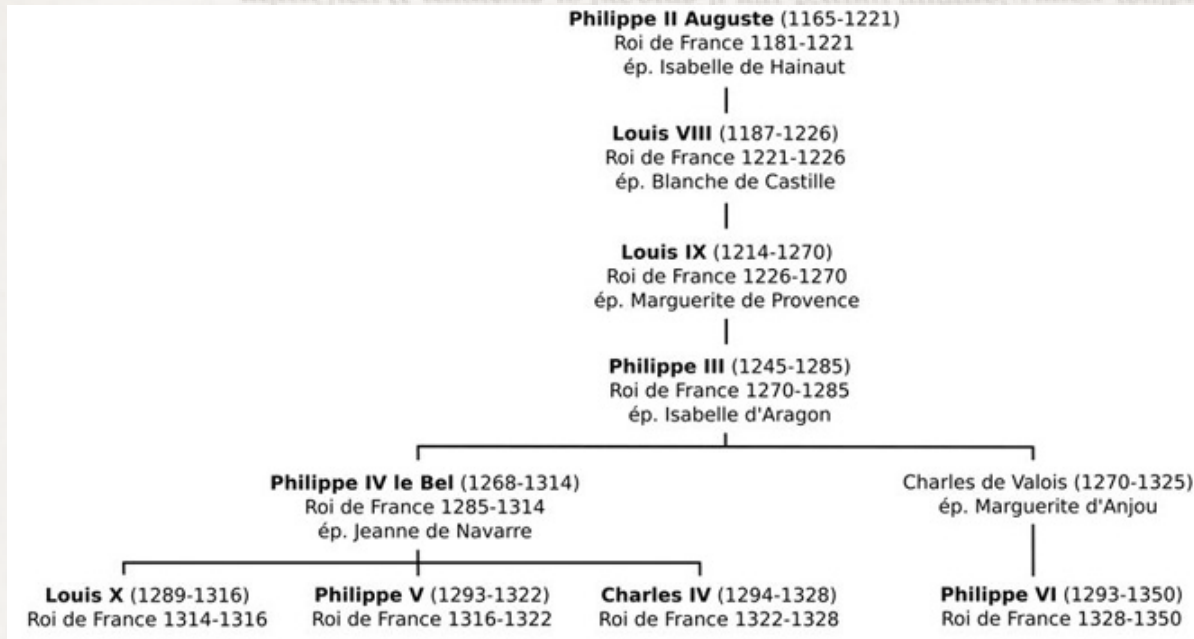 Philippe II Auguste (1165-1221)
Roi de France 1181-1221
ép. Isabelle de Hainaut
Louis VIII (1187-1226)
Roi de France 1221-1226
ép. Blanche de Castille
Louis IX (1214-1270)
Roi de France 1226-1270
ép. Marguerite de Provence
Philippe III (1245-1285)
Roi de France 1270-1285
ép. Isabelle d'Aragon
Philippe IV le Bel (1268-1314)
Roi de France 1285-1314
ép. Jeanne de Navarre
Charles de Valois (1270-1325)
ép. Marguerite d'Anjou
Louis X (1289-1316)
Roi de France 1314-1316
Philippe V (1293-1322)
Roi de France 1316-1322
Charles IV (1294-1328)
Roi de France 1322-1328
Philippe VI (1293-1350)
Roi de France 1328-1350